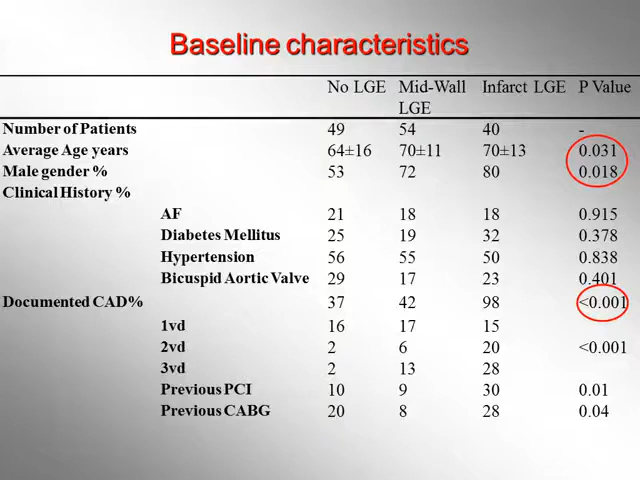 Baseline characteristics
No LGE Mid-Wall LGE Infarct LGE P Value
Number of Patients 49 54 40 -
Average Age years 64±16 70±11 70±13 0.031
Male gender % 53 72 80 0.018
Clinical History %
AF 21 18 18 0.915
Diabetes Mellitus 25 19 32 0.378
Hypertension 56 55 50 0.838
Bicuspid Aortic Valve 29 17 23 0.401
Documented CAD% 37 42 98 <0.001
1vd 16 17 15
2vd 2 6 20 <0.001
3vd 2 13 28
Previous PCI 10 9 30 0.01
Previous CABG 20 8 28 0.04